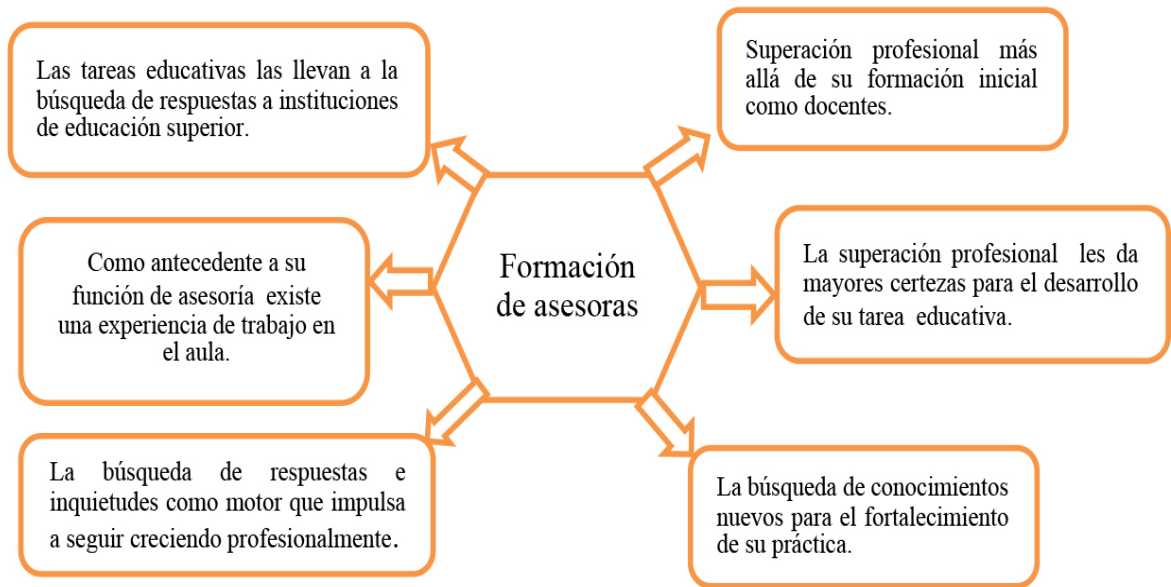 Las tareas educativas las llevan a la
búsqueda de respuestas a instituciones
de educación superior.
Superación profesional más
allá de su formación inicial
como docentes.
Como antecedente a su
función de asesoría existe
una experiencia de trabajo en
el aula.
Formación
de asesoras
La superación profesional les da
mayores certezas para el desarrollo
de su tarea educativa.
La búsqueda de respuestas e
inquietudes como motor que impulsa
a seguir creciendo profesionalmente.
La búsqueda de conocimientos
nuevos para el fortalecimiento
de su práctica.